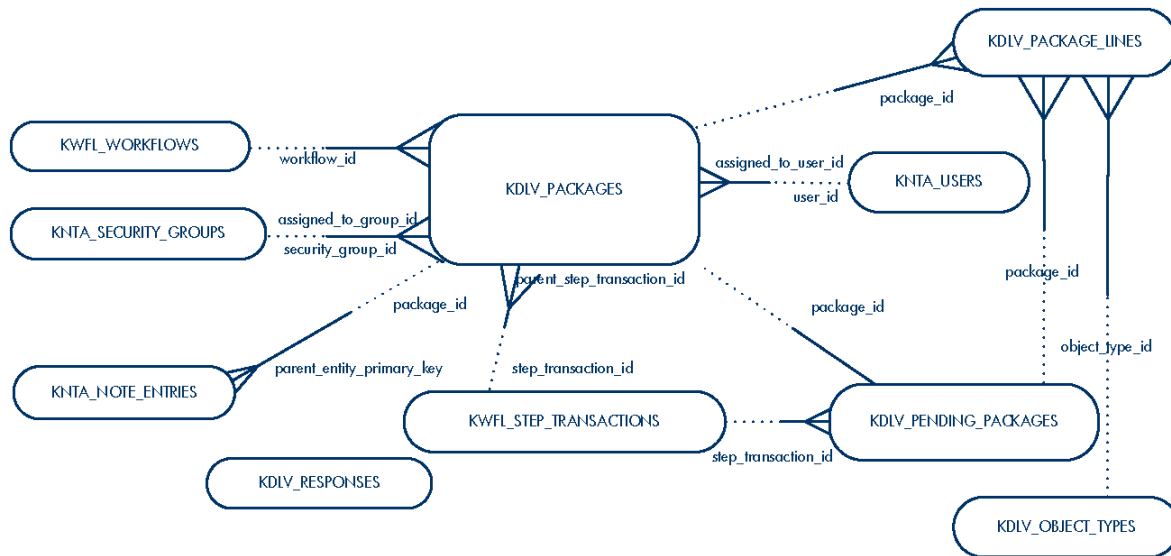 KDLV_PACKAGE_LINES
package_id
KWFL_WORKFLOWS
workflow_id
KDLV_PACKAGES
assigned_to_user_id
user_id
KNTA_USERS
KNTA_SECURITY_GROUPS
assigned_to_group_id
security_group_id
parent_step_transaction_id
package_id
package_id
package_id
object_type_id
parent_entity_primary_key
step_transaction_id
KNTA_NOTE_ENTRIES
KWFL_STEP_TRANSACTIONS
KDLV_PENDING_PACKAGES
step_transaction_id
KDLV_RESPONSES
KDLV_OBJECT_TYPES